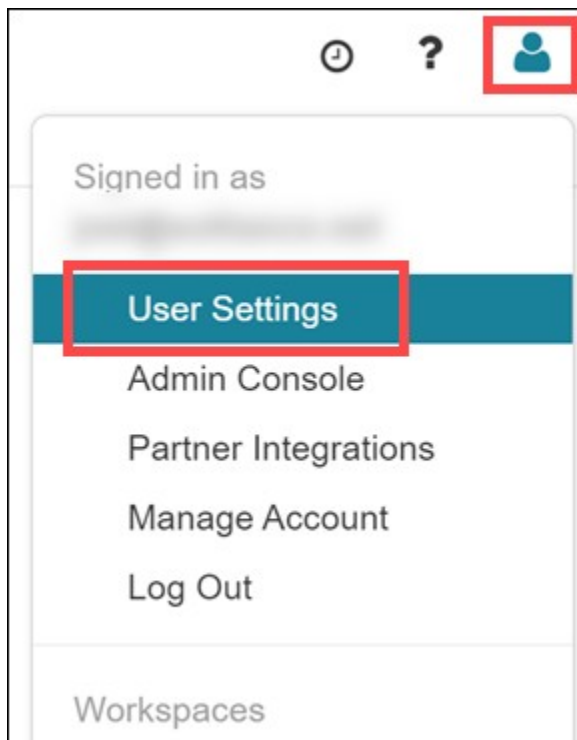 ?
Signed in as
User Settings
Admin Console
Partner Integrations
Manage Account
Log Out
Workspaces